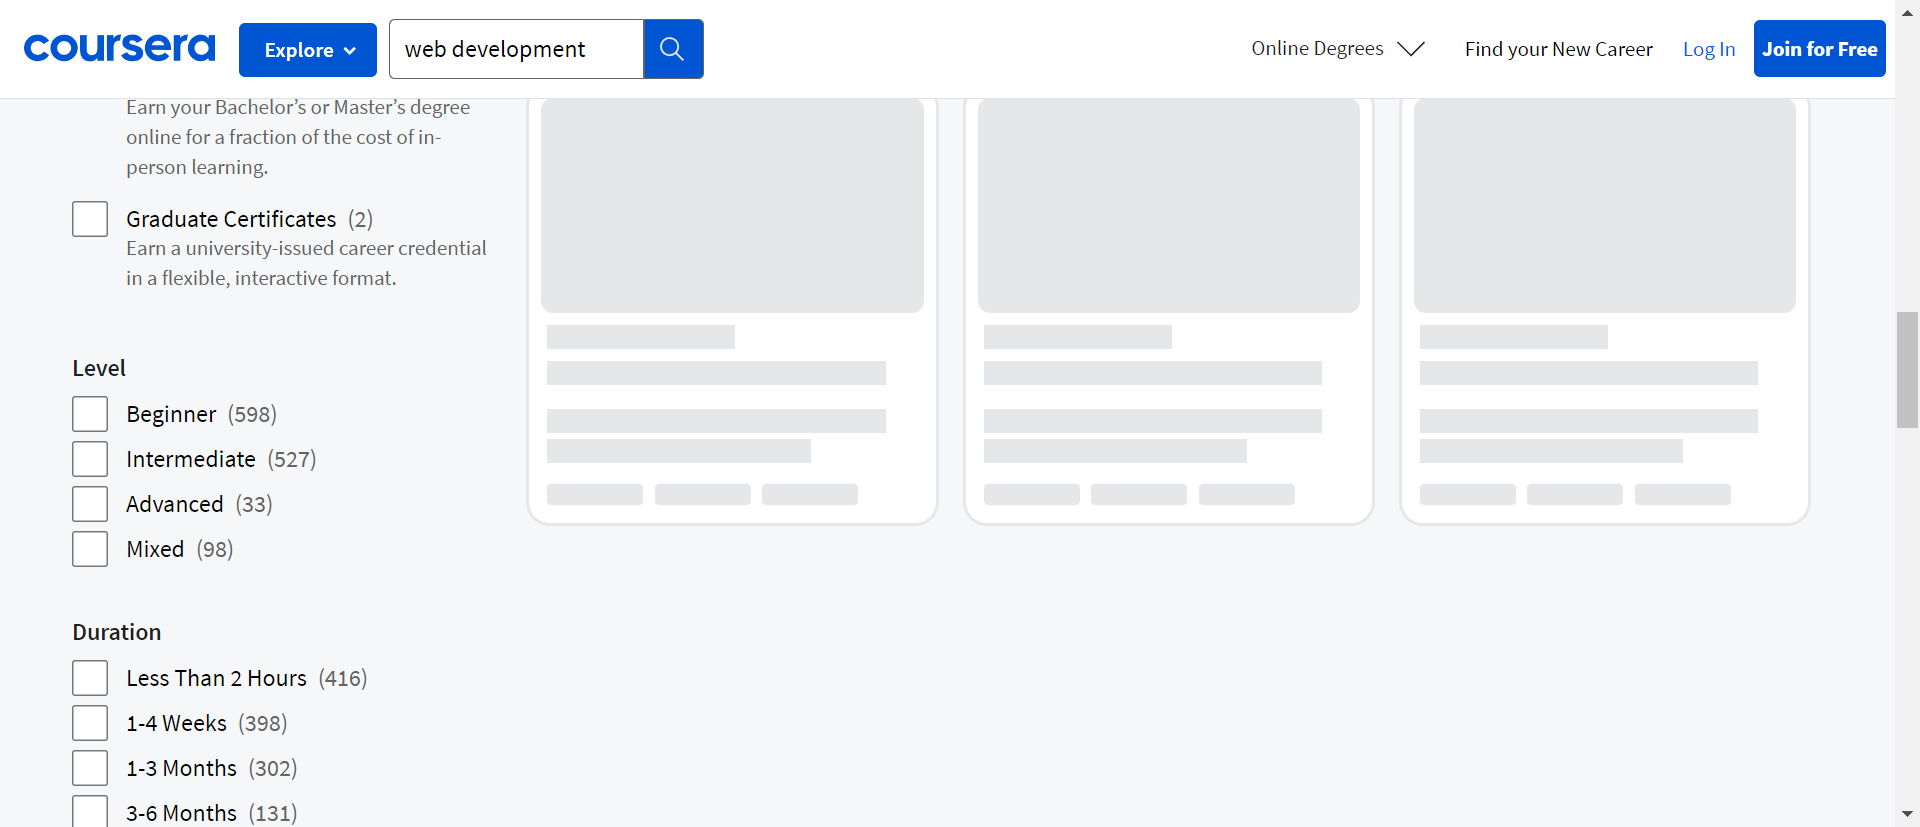 coursera
Explore
web development
Online Degrees
Find your New Career
Log In
Join for Free
Earn your Bachelor’s or Master’s degree
online for a fraction of the cost of in-
person learning.
Graduate Certificates (2)
Earn a university-issued career credential
in a flexible, interactive format.
Level
Beginner (598)
Intermediate (527)
Advanced (33)
Mixed (98)
Duration
Less Than 2 Hours (416)
1-4 Weeks (398)
1-3 Months (302)
3-6 Months (131)